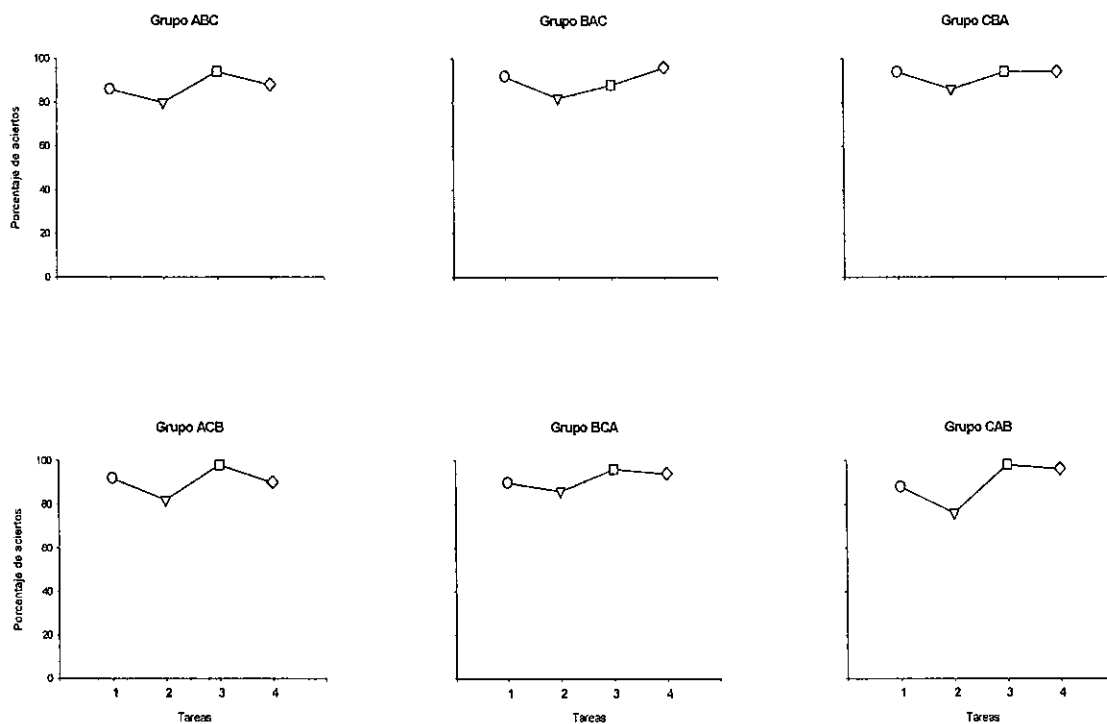 Grupo ABC
Grupo BAC
Grupo CBA
Porcentaje de aciertos
100
80
60
40
20
0
Grupo ACB
Grupo BCA
Grupo CAB
Porcentaje de aciertos
100
80
60
40
20
0
1 2 3 4
1 2 3 4
1 2 3 4
Tareas
Tareas
Tareas